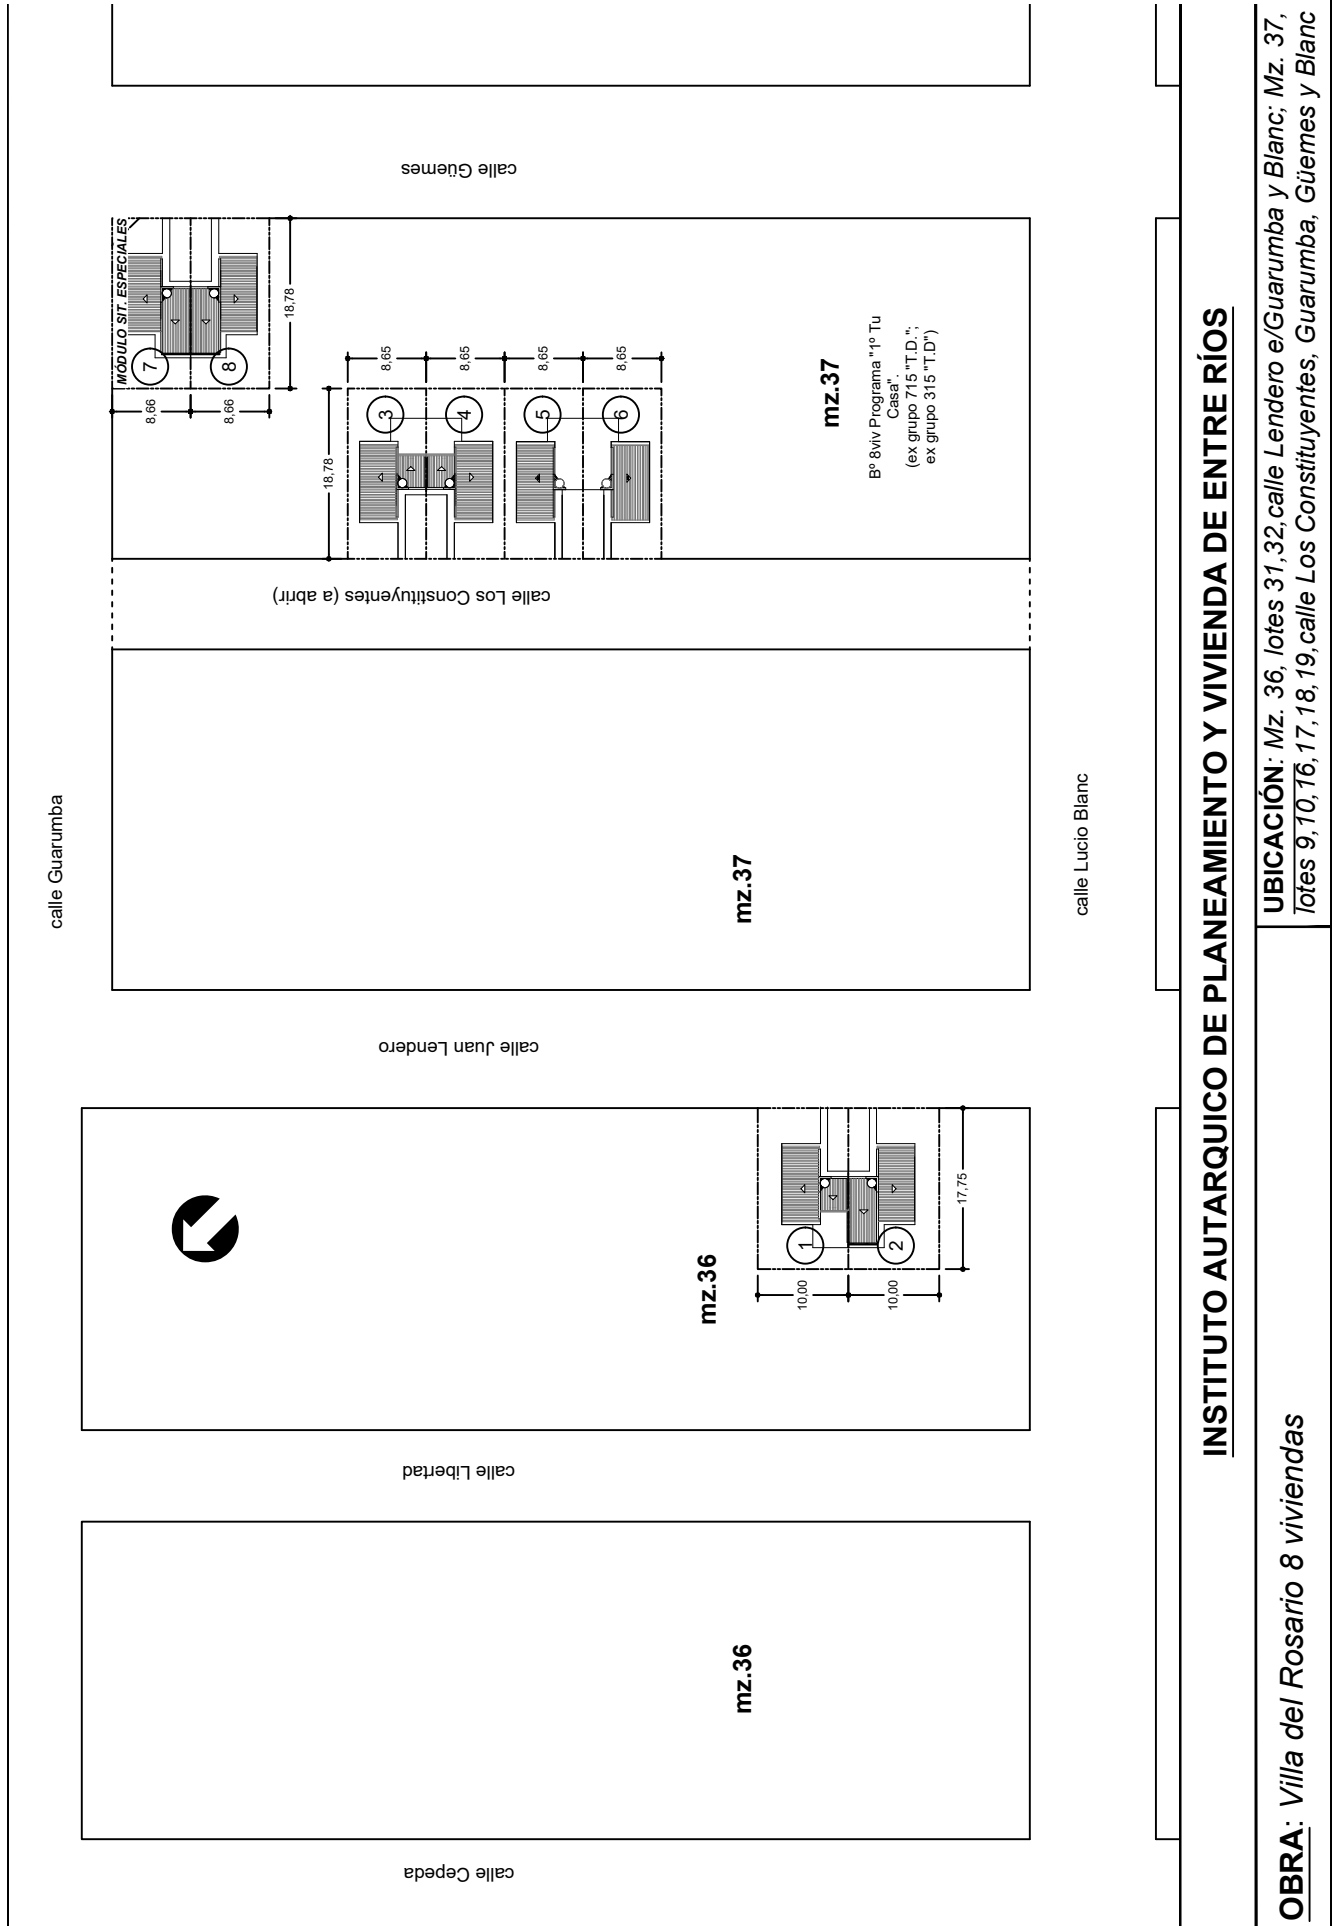 calle Güemes
MÓDULO SIT. ESPECIALES
7
8
8,66
8,66
18,78
18,78
8,65
8,65
8,65
8,65
3
4
5
6
mz.37
Bº 8viv Programa "1º Tu
Casa".
(ex grupo 715 "T.D.";
ex grupo 315 "T.D")
calle Los Constituyentes (a abrir)
calle Guarumba
mz.37
calle Lucio Blanc
calle Juan Lendero
1
2
10,00
10,00
17,75
mz.36
calle Libertad
mz.36
calle Cepeda
INSTITUTO AUTARQUICO DE PLANEAMIENTO Y VIVIENDA DE ENTRE RÍOS
OBRA: Villa del Rosario 8 viviendas
UBICACIÓN: Mz. 36, lotes 31,32,calle Lendero e/Guarumba y Blanc; Mz. 37,
lotes 9,10,16,17,18,19,calle Los Constituyentes, Guarumba, Güemes y Blanc